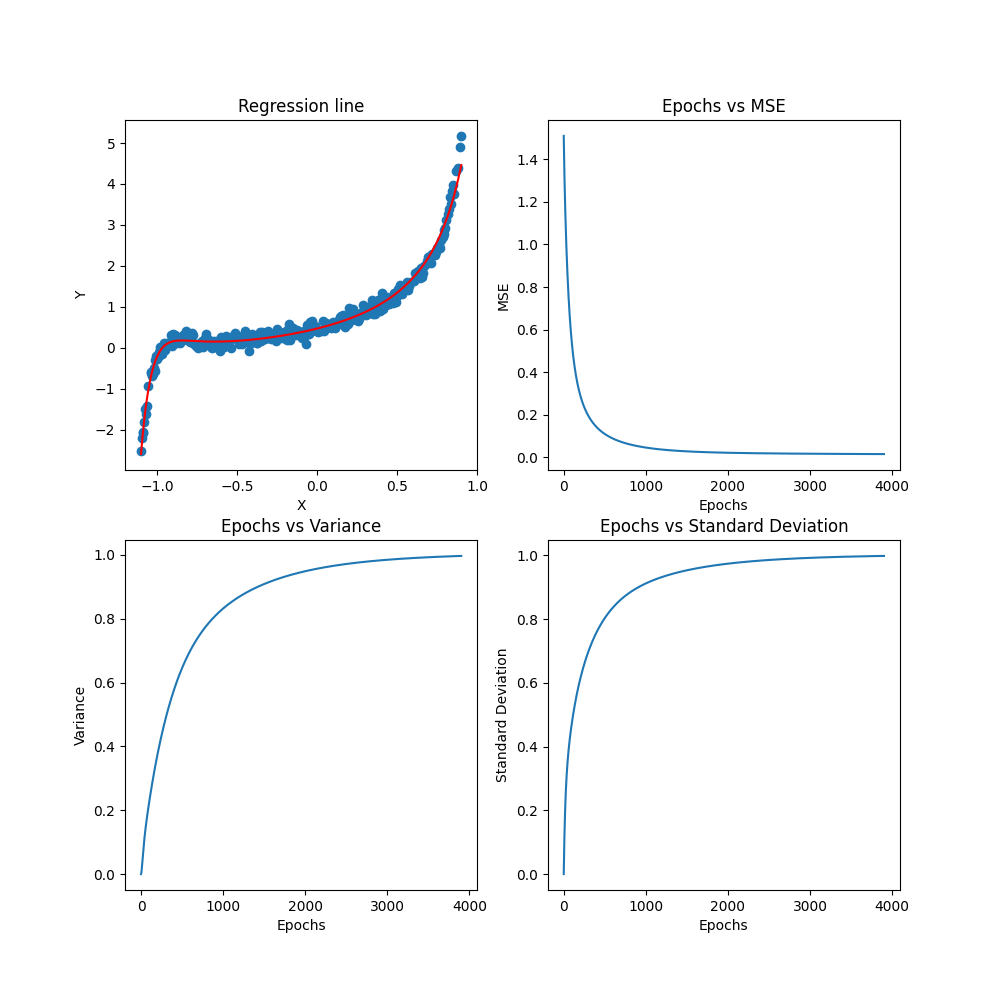 Regression line
5
4
3
2
1
0
−1
−2
Y
−1.0 −0.5 0.0 0.5 1.0
X
Epochs vs MSE
1.4
1.2
1.0
0.8
0.6
0.4
0.2
0.0
MSE
0 1000 2000 3000 4000
Epochs
Epochs vs Variance
1.0
0.8
0.6
0.4
0.2
0.0
Variance
0 1000 2000 3000 4000
Epochs
Epochs vs Standard Deviation
1.0
0.8
0.6
0.4
0.2
0.0
Standard Deviation
0 1000 2000 3000 4000
Epochs